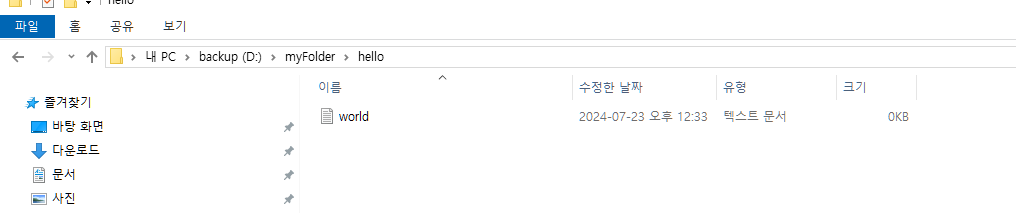 hello
파일 홈 공유 보기
내 PC backup (D:) myFolder hello
이름 수정한 날짜 유형 크기
즐겨찾기
world 2024-07-23 오후 12:33 텍스트 문서 0KB
바탕 화면
다운로드
문서
사진